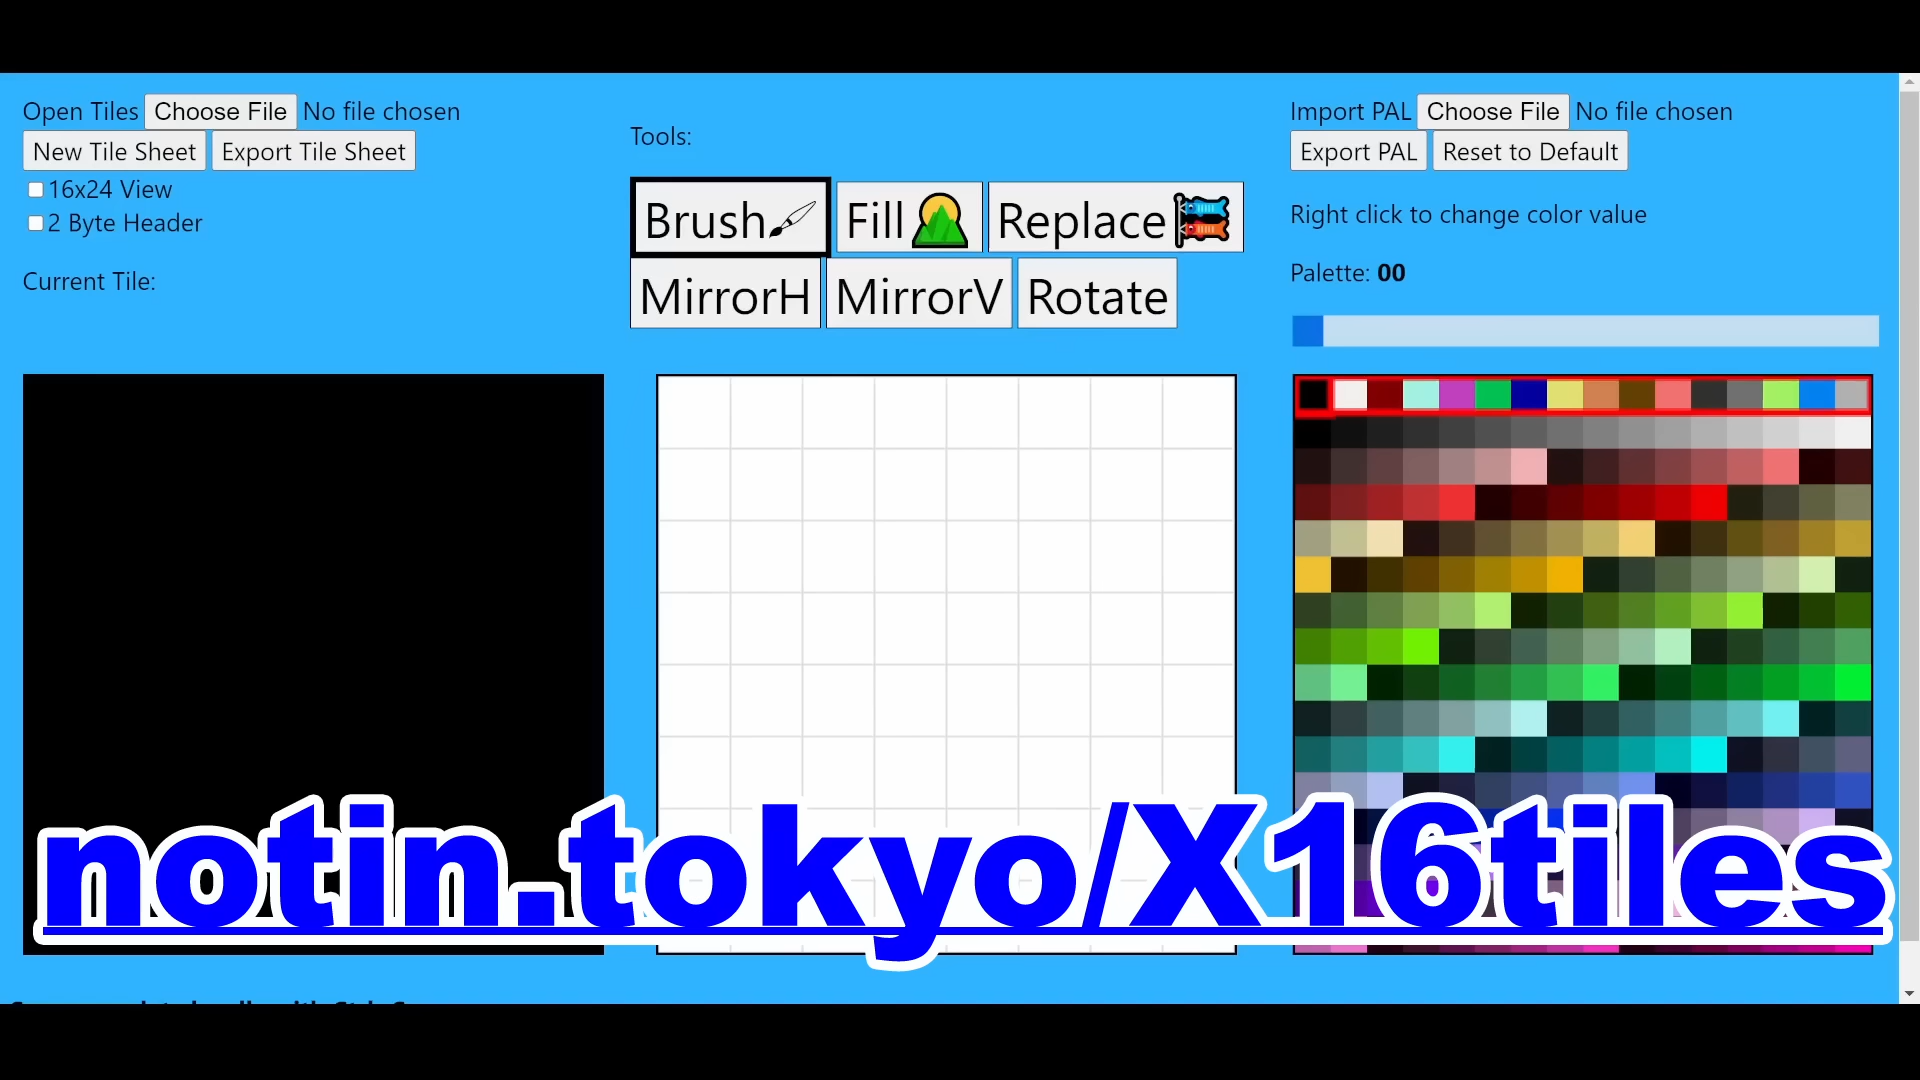 Open Tiles Choose File No file chosen
New Tile Sheet Export Tile Sheet
16x24 View
2 Byte Header
Current Tile:
Tools:
Brush Fill Replace
MirrorH MirrorV Rotate
Import PAL Choose File No file chosen
Export PAL Reset to Default
Right click to change color value
Palette: 00
notin.tokyo/X16tiles